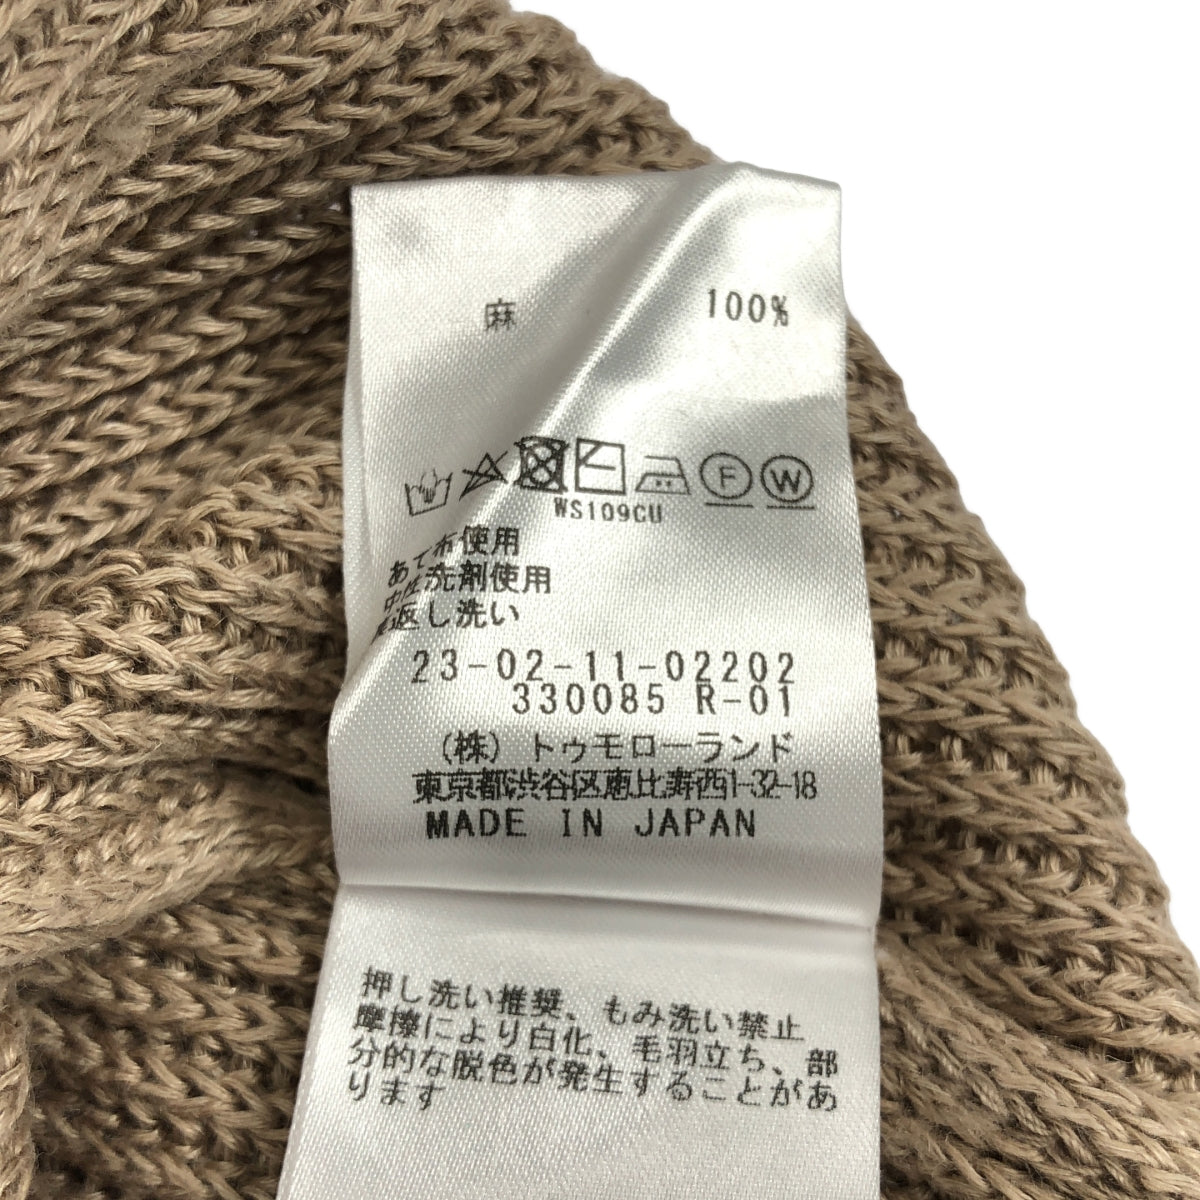 麻 100%
F W
WS109CU
あて布使用
中性洗剤使用
裏返し洗い
23-02-11-02202
330085 R-01
(株) トゥモローランド
東京都渋谷区恵比寿西1-32-18
MADE IN JAPAN
押し洗い推奨、もみ洗い禁止
摩擦により白化、毛羽立ち、部
分的な脱色が発生することがあ
ります